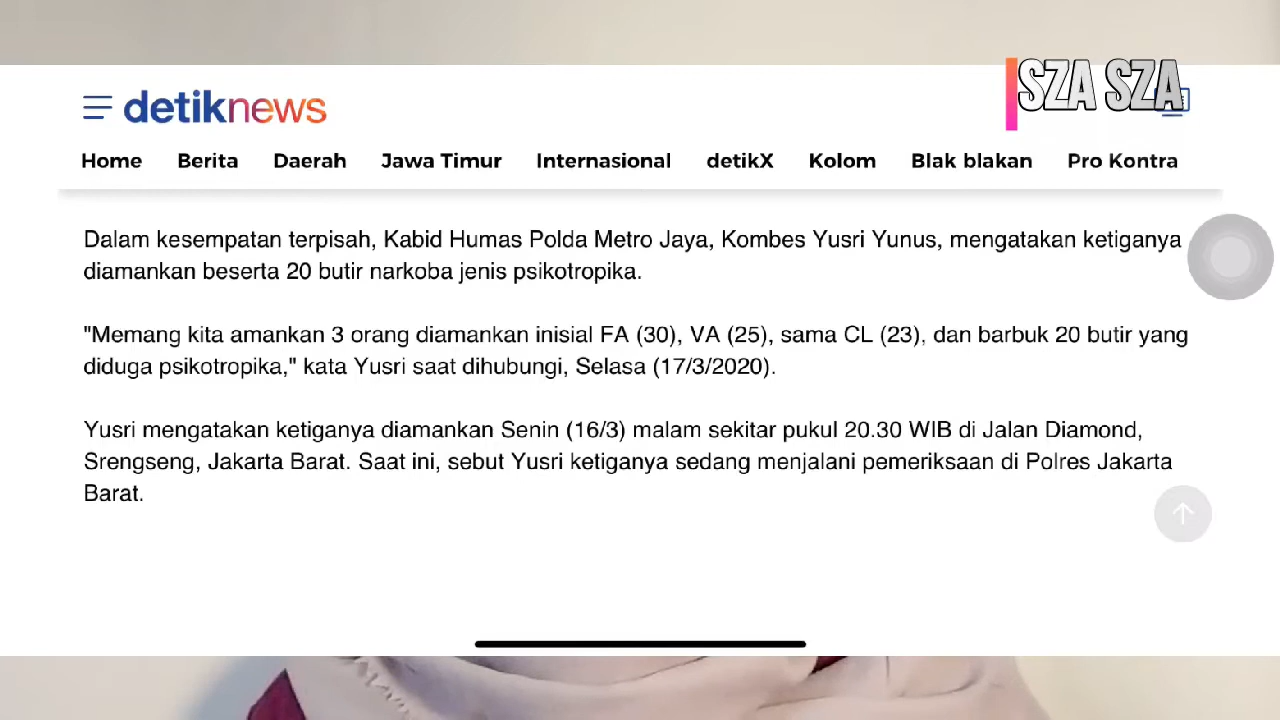 SZA SZA
detiknews
Home Berita Daerah Jawa Timur Internasional detikX Kolom Blak blakan Pro Kontra
Dalam kesempatan terpisah, Kabid Humas Polda Metro Jaya, Kombes Yusri Yunus, mengatakan ketiganya
diamankan beserta 20 butir narkoba jenis psikotropika.
"Memang kita amankan 3 orang diamankan inisial FA (30), VA (25), sama CL (23), dan barbuk 20 butir yang
diduga psikotropika," kata Yusri saat dihubungi, Selasa (17/3/2020).
Yusri mengatakan ketiganya diamankan Senin (16/3) malam sekitar pukul 20.30 WIB di Jalan Diamond,
Srengseng, Jakarta Barat. Saat ini, sebut Yusri ketiganya sedang menjalani pemeriksaan di Polres Jakarta
Barat.